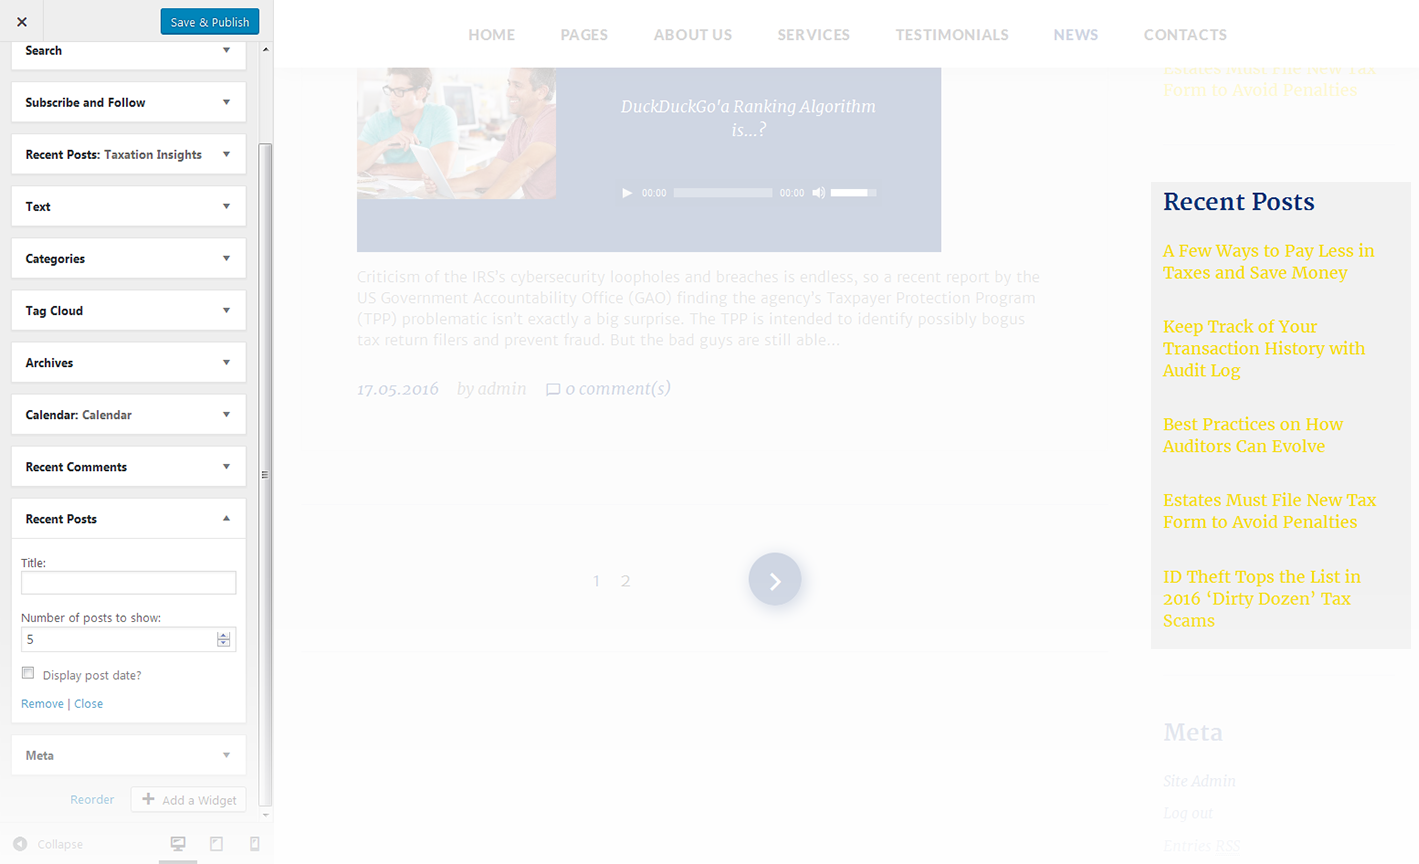 Save & Publish
Search
Subscribe and Follow
Recent Posts: Taxation Insights
Text
Categories
Tag Cloud
Archives
Calendar: Calendar
Recent Comments
Recent Posts
Title:
Number of posts to show:
5
Display post date?
Remove | Close
Meta
Reorder
Add a Widget
Collapse
HOME PAGES ABOUT US SERVICES TESTIMONIALS NEWS CONTACTS
DuckDuckGo'a Ranking Algorithm
is...?
00:00 00:00
Criticism of the IRS's cybersecurity loopholes and breaches is endless, so a recent report by the
US Government Accountability Office (GAO) finding the agency's Taxpayer Protection Program
(TPP) problematic isn't exactly a big surprise. The TPP is intended to identify possibly bogus
tax return filers and prevent fraud. But the bad guys are still able...
17.05.2016 by admin 0 comment(s)
1 2
Estates Must File New Tax
Form to Avoid Penalties
Recent Posts
A Few Ways to Pay Less in
Taxes and Save Money
Keep Track of Your
Transaction History with
Audit Log
Best Practices on How
Auditors Can Evolve
Estates Must File New Tax
Form to Avoid Penalties
ID Theft Tops the List in
2016 ‘Dirty Dozen’ Tax
Scams
Meta
Site Admin
Log out
Entries RSS